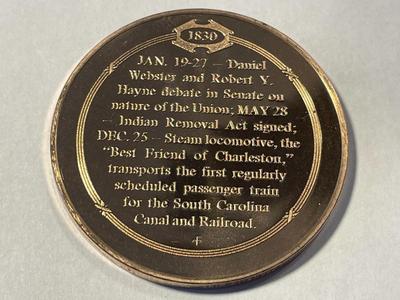 1830
JAN. 19-27 — Daniel
Webster and Robert Y.
Hayne debate in Senate on
nature of the Union; MAY 28
— Indian Removal Act signed;
DEC. 25 — Steam locomotive, the
"Best Friend of Charleston,"
transports the first regularly
scheduled passenger train
for the South Carolina
Canal and Railroad.